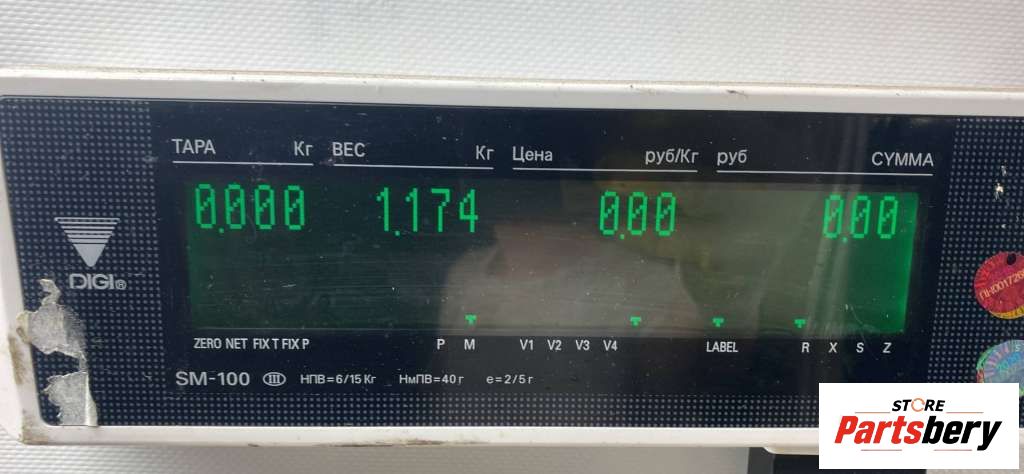 ТАРА Кг ВЕС Кг Цена руб/Кг руб СУММА
0.000 1.174 0.00 0.00
DIGI®
ZERO NET FIX T FIX P P M V1 V2 V3 V4 LABEL R X S Z
SM-100 III НПВ=6/15 Кг НмПВ=40 г e=2/5 г
STORE
Partsbery